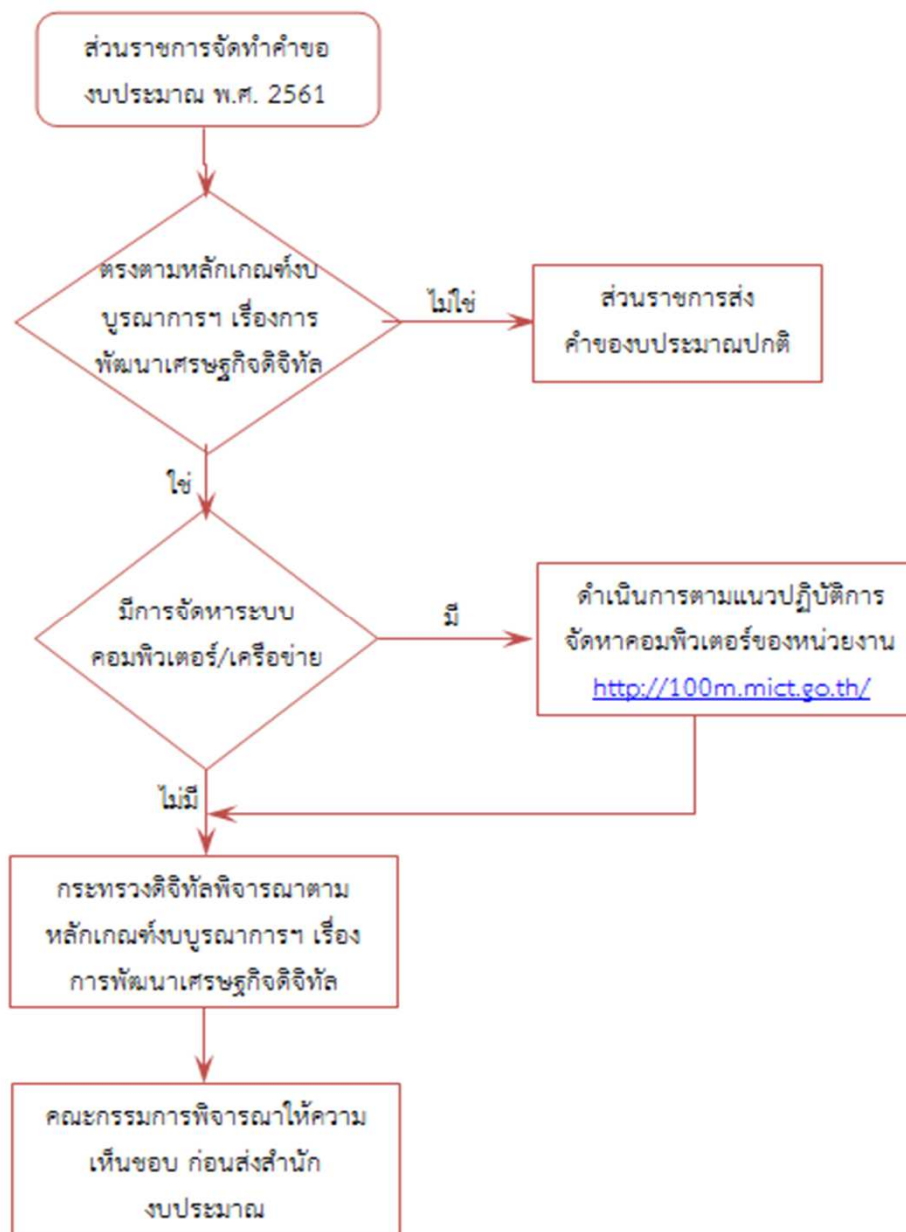 ส่วนราชการจัดทำคำขอ
งบประมาณ พ.ศ. 2561
ตรงตามหลักเกณฑ์งบ
บูรณาการฯ เรื่องการ
พัฒนาเศรษฐกิจดิจิทัล
ไม่ใช่
ส่วนราชการส่ง
คำของบประมาณปกติ
ใช่
มีการจัดหาระบบ
คอมพิวเตอร์/เครือข่าย
มี
ดำเนินการตามแนวปฏิบัติการ
จัดหาคอมพิวเตอร์ของหน่วยงาน
http://100m.mict.go.th/
ไม่มี
กระทรวงดิจิทัลพิจารณาตาม
หลักเกณฑ์งบบูรณาการฯ เรื่อง
การพัฒนาเศรษฐกิจดิจิทัล
คณะกรรมการพิจารณาให้ความ
เห็นชอบ ก่อนส่งสำนัก
งบประมาณ